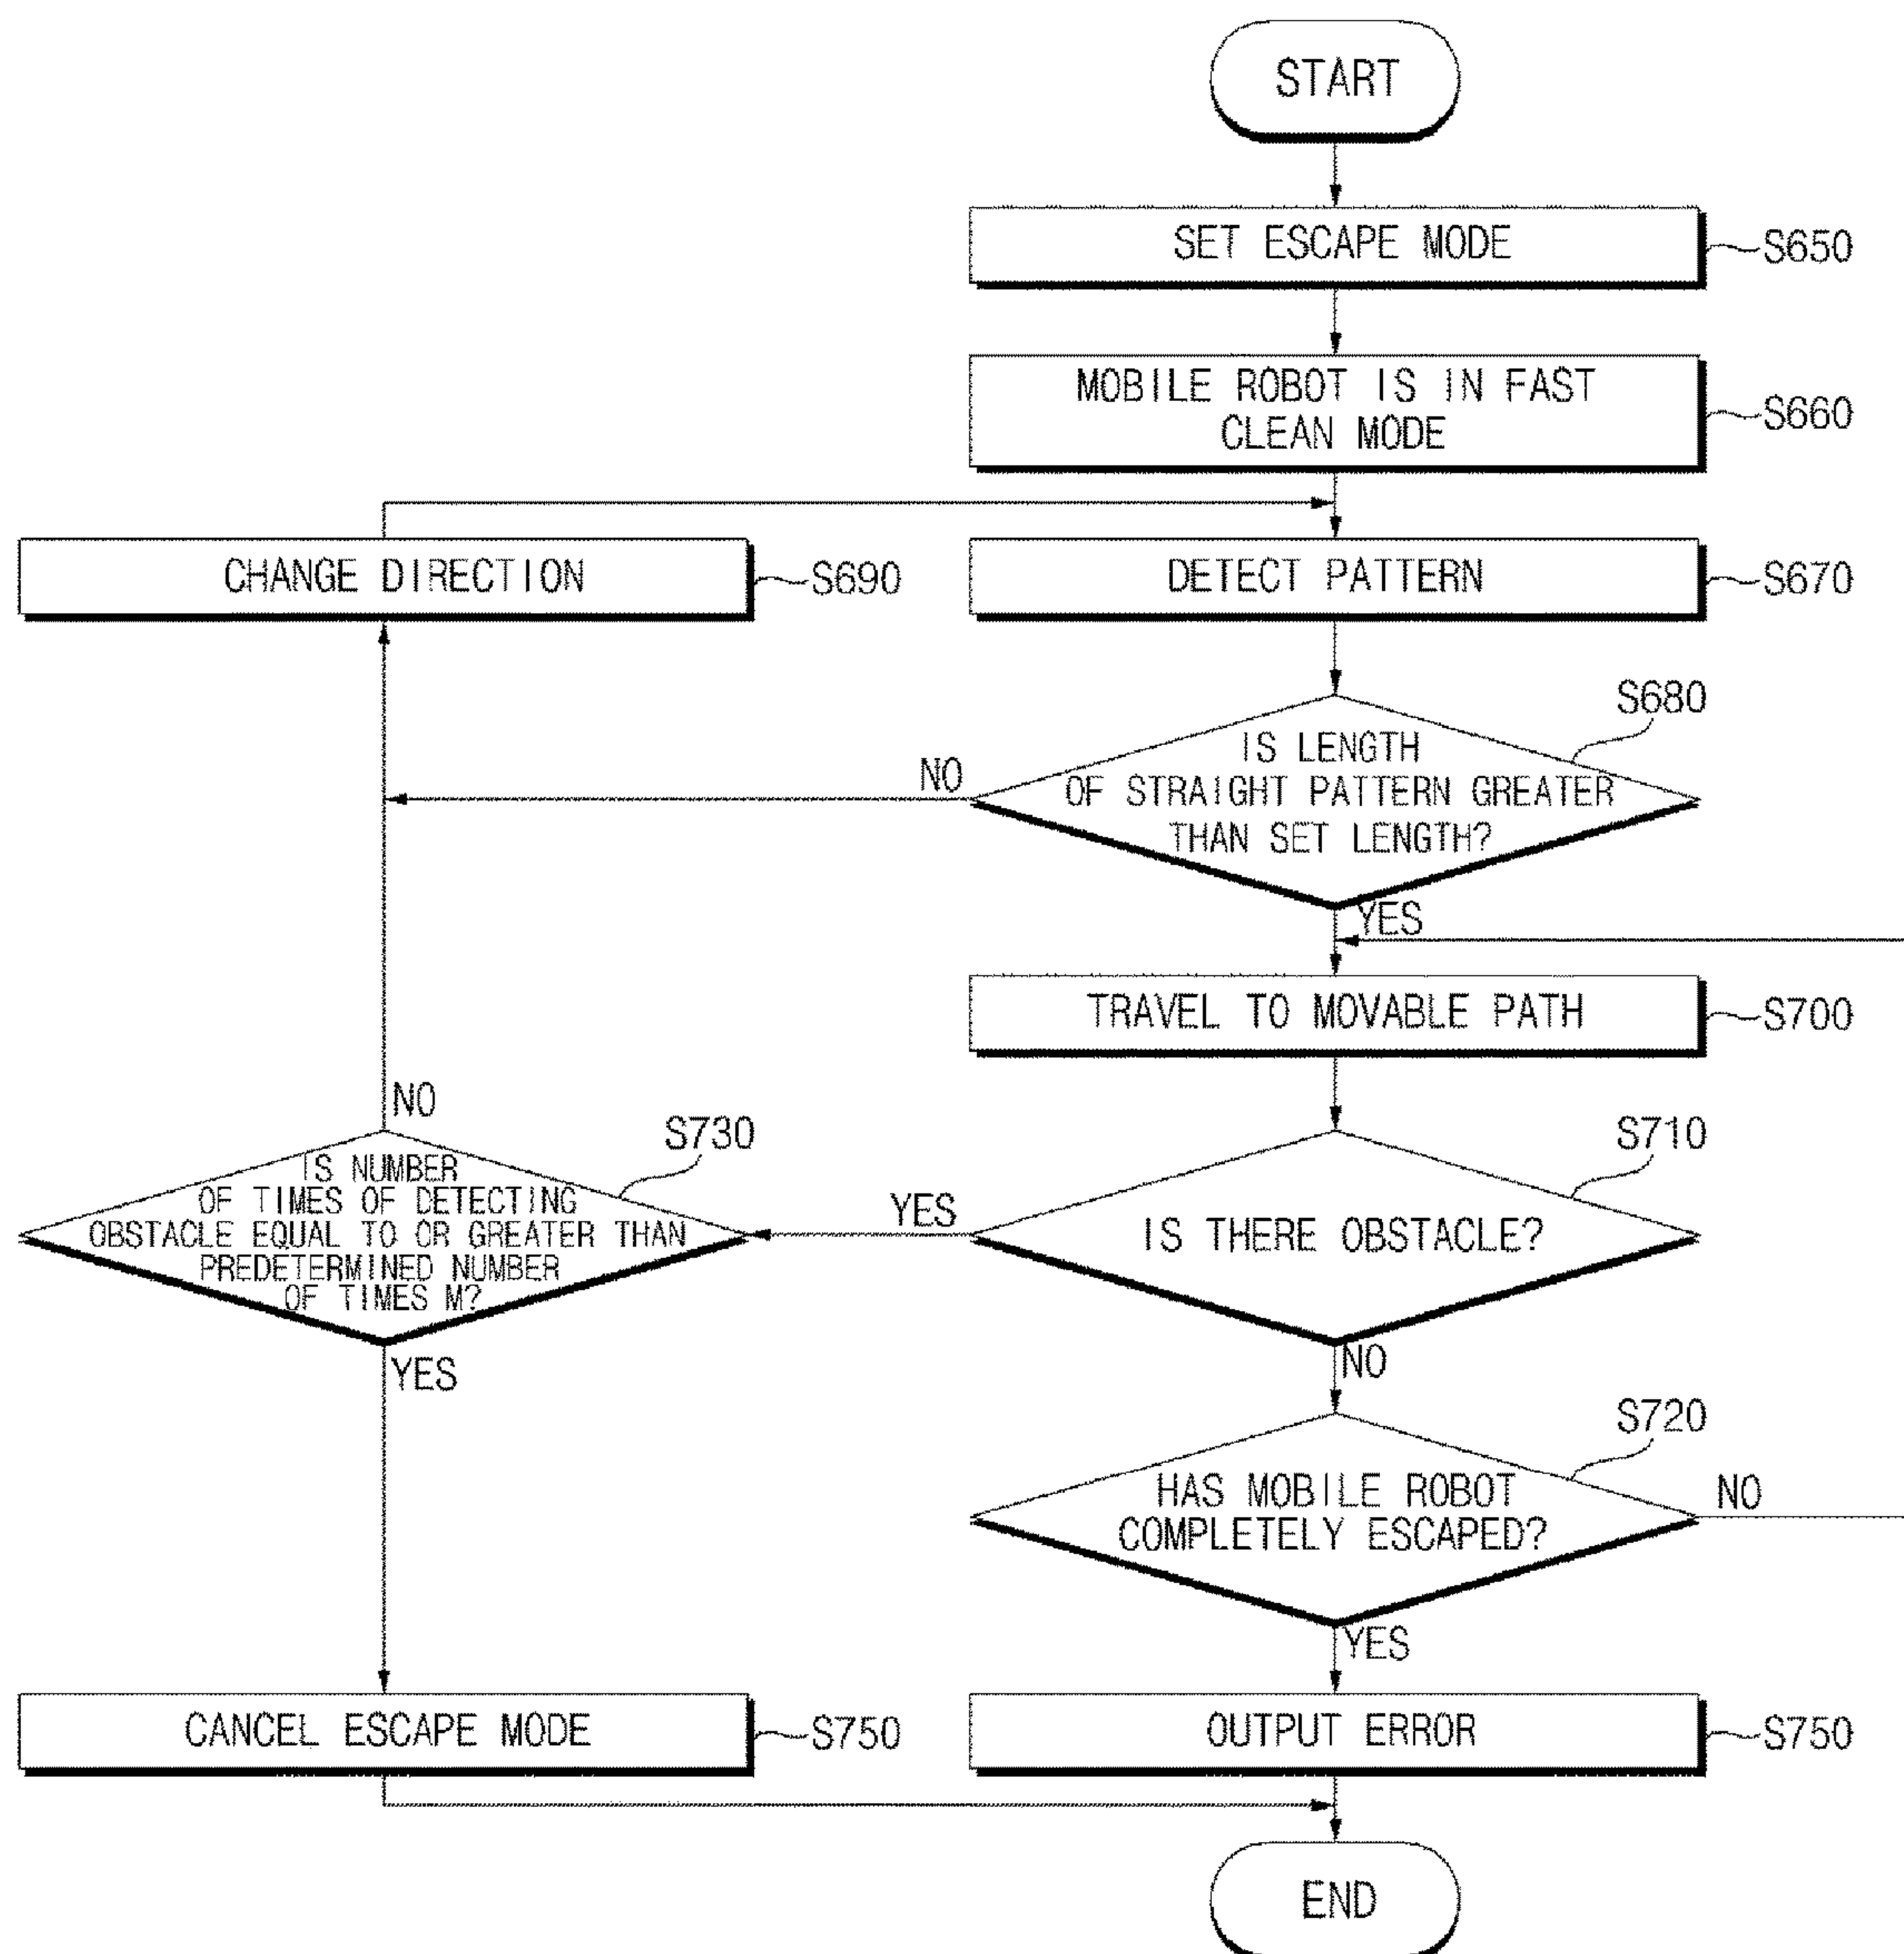 START
SET ESCAPE MODE
S650
MOBILE ROBOT IS IN FAST
CLEAN MODE
S660
CHANGE DIRECTION
S690
DETECT PATTERN
S670
S680
IS LENGTH
OF STRAIGHT PATTERN GREATER
THAN SET LENGTH?
NO
YES
TRAVEL TO MOVABLE PATH
S700
NO
S730
IS NUMBER
OF TIMES OF DETECTING
OBSTACLE EQUAL TO OR GREATER THAN
PREDETERMINED NUMBER
OF TIMES M?
YES
S710
IS THERE OBSTACLE?
YES
NO
S720
HAS MOBILE ROBOT
COMPLETELY ESCAPED?
NO
YES
CANCEL ESCAPE MODE
S750
OUTPUT ERROR
S750
END